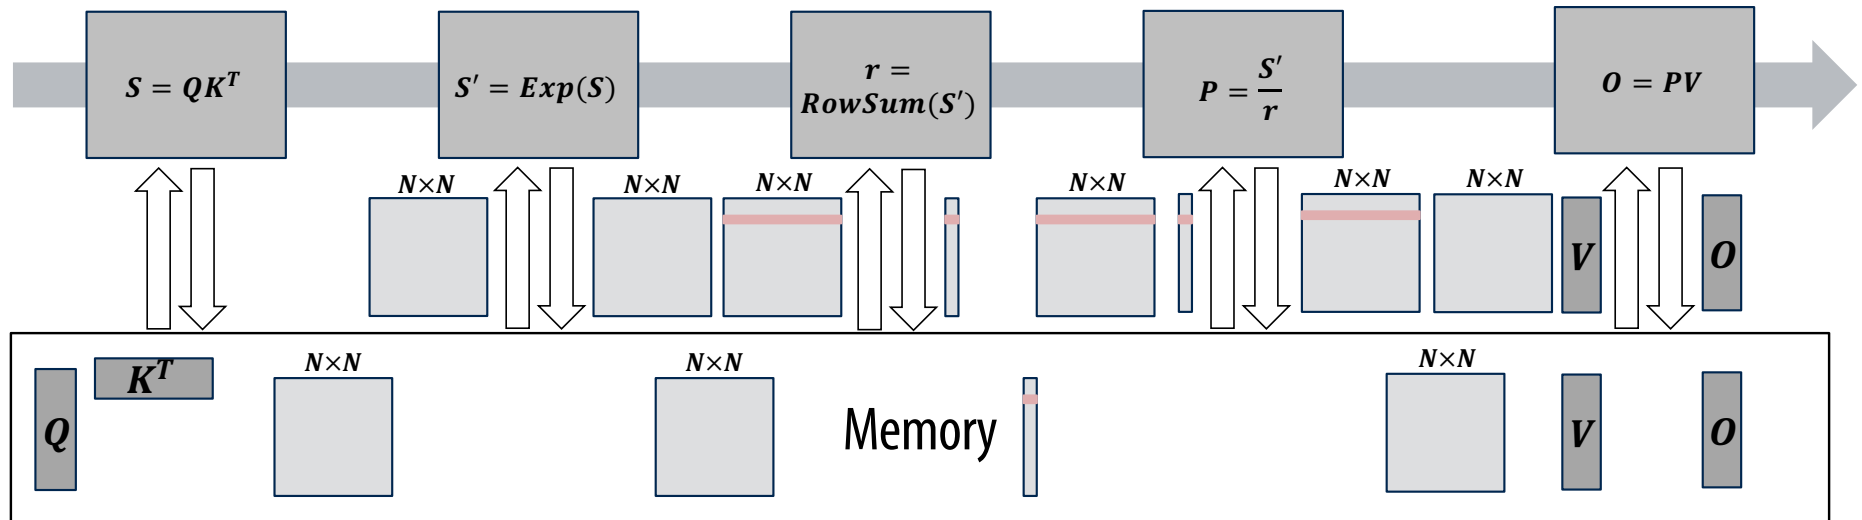 S = QK^T
S' = Exp(S)
r =
RowSum(S')
P = S'/r
O = PV
N×N
N×N
N×N
N×N
N×N
N×N
V
O
Q
K^T
N×N
N×N
Memory
N×N
V
O